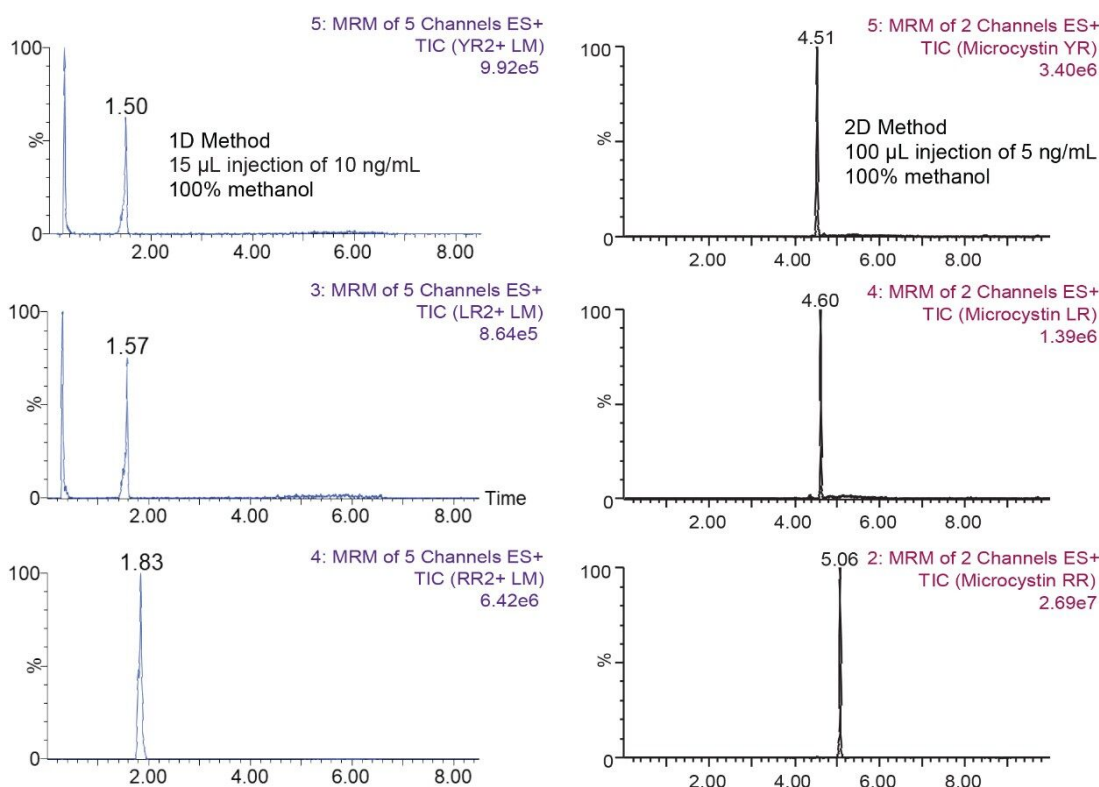 5: MRM of 5 Channels ES+
TIC (YR2+ LM)
9.92e5
100
%
0
1.50
1D Method
15 µL injection of 10 ng/mL
100% methanol
2.00 4.00 6.00 8.00
5: MRM of 2 Channels ES+
TIC (Microcystin YR)
3.40e6
4.51
100
%
0
2D Method
100 µL injection of 5 ng/mL
100% methanol
2.00 4.00 6.00 8.00
3: MRM of 5 Channels ES+
TIC (LR2+ LM)
8.64e5
100
%
0
1.57
Time
2.00 4.00 6.00 8.00
4: MRM of 2 Channels ES+
TIC (Microcystin LR)
1.39e6
4.60
100
%
0
2.00 4.00 6.00 8.00
4: MRM of 5 Channels ES+
TIC (RR2+ LM)
6.42e6
1.83
100
%
0
2.00 4.00 6.00 8.00
2: MRM of 2 Channels ES+
TIC (Microcystin RR)
2.69e7
5.06
100
%
0
2.00 4.00 6.00 8.00